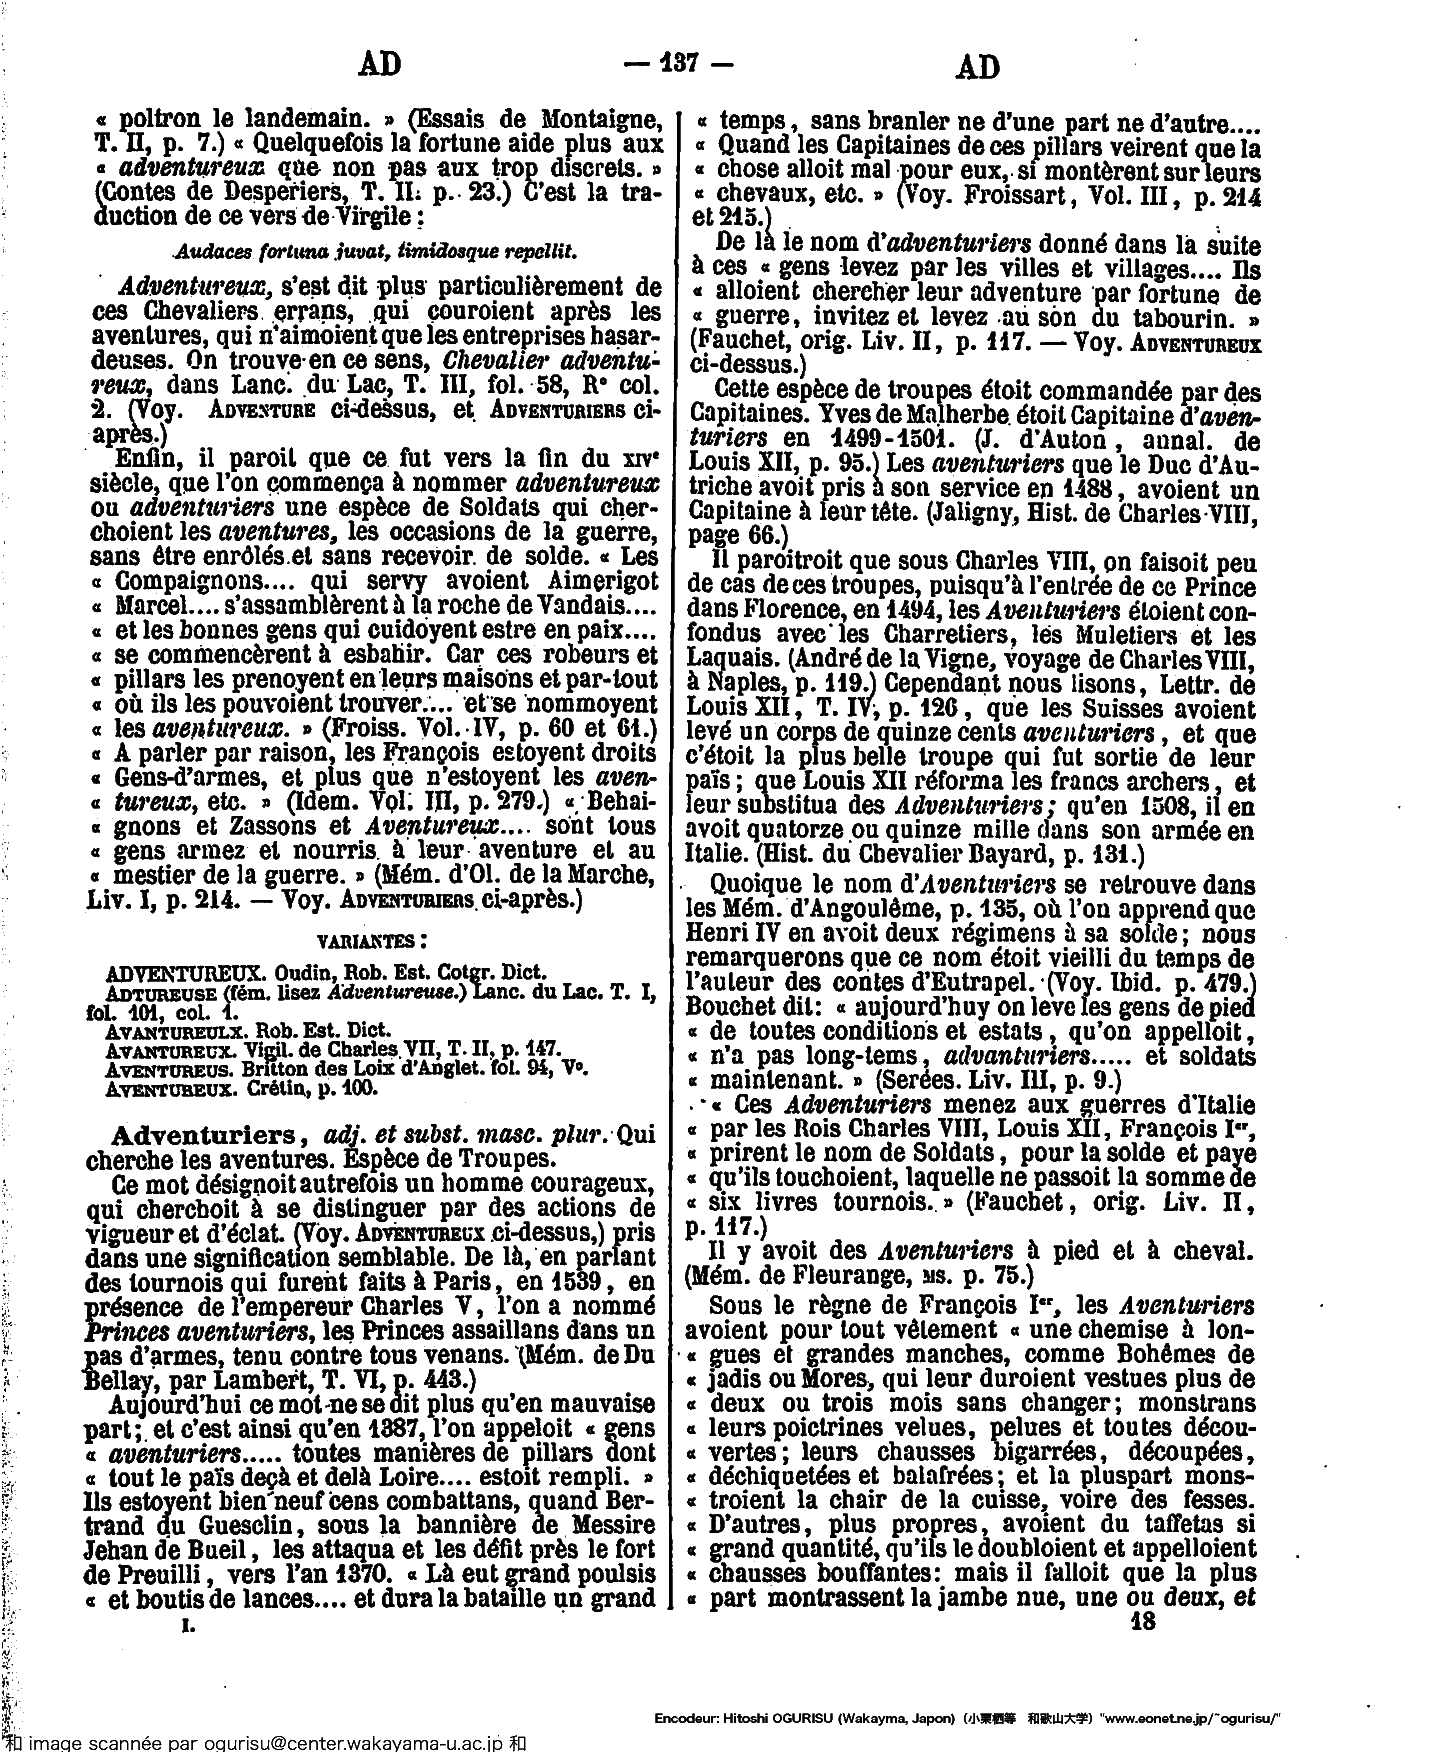 AD — 137 — AD
« poltron le landemain. » (Essais de Montaigne,
T. II, p. 7.) « Quelquefois la fortune aide plus aux
« adventureux que non pas aux trop discrets. »
(Contes de Desperiers, T. II. p. 23.) C'est la tra-
duction de ce vers de Virgile :
Audaces fortuna juvat, timidosque repellit.
Adventureux, s'est dit plus particulièrement de
ces Chevaliers errans, qui couroient après les
aventures, qui n'aimoient que les entreprises hasar-
deuses. On trouve en ce sens, Chevalier adventu-
reux, dans Lanc. du Lac, T. III, fol. 58, R° col.
2. (Voy. ADVENTURE ci-dessus, et ADVENTURIERS ci-
après.)
Enfin, il paroit que ce fut vers la fin du XIVe
siècle, que l'on commença à nommer adventureux
ou adventuriers une espèce de Soldats qui cher-
choient les aventures, les occasions de la guerre,
sans être enrôlés et sans recevoir de solde. « Les
« Compaignons.... qui servy avoient Aimerigot
« Marcel.... s'assamblèrent à la roche de Vandais....
« et les bonnes gens qui cuidoyent estre en paix....
« se commencèrent à esbahir. Car ces robeurs et
« pillars les prenoyent en leurs maisons et par-tout
« où ils les pouvoient trouver.... et se nommoyent
« les aventureux. » (Froiss. Vol. IV, p. 60 et 61.)
« A parler par raison, les François estoyent droits
« Gens-d'armes, et plus que n'estoyent les aven-
« tureux, etc. » (Idem. Vol. III, p. 279.) « Behai-
« gnons et Zassons et Aventureux.... sont tous
« gens armez et nourris à leur aventure et au
« mestier de la guerre. » (Mém. d'Ol. de la Marche,
Liv. I, p. 214. — Voy. ADVENTURIERS ci-après.)
VARIANTES :
ADVENTUREUX. Oudin, Rob. Est. Cotgr. Dict.
ADTUREUSE (fém. lisez Adventureuse.) Lanc. du Lac. T. I,
fol. 101, col. 1.
AVANTUREULX. Rob. Est. Dict.
AVANTUREUX. Vigil. de Charles VII, T. II, p. 147.
AVENTUREUS. Britton des Loix d'Anglet. fol. 94, V°.
AVENTUREUX. Crétin, p. 100.
Adventuriers, adj. et subst. masc. plur. Qui
cherche les aventures. Espèce de Troupes.
Ce mot désignoit autrefois un homme courageux,
qui cherchoit à se distinguer par des actions de
vigueur et d'éclat. (Voy. ADVENTUREUX ci-dessus,) pris
dans une signification semblable. De là, en parlant
des tournois qui furent faits à Paris, en 1539, en
présence de l'empereur Charles V, l'on a nommé
Princes aventuriers, les Princes assaillans dans un
pas d'armes, tenu contre tous venans. (Mém. de Du
Bellay, par Lambert, T. VI, p. 443.)
Aujourd'hui ce mot ne se dit plus qu'en mauvaise
part; et c'est ainsi qu'en 1387, l'on appeloit « gens
« aventuriers..... toutes manières de pillars dont
« tout le païs deçà et delà Loire.... estoit rempli. »
Ils estoyent bien neuf cens combattans, quand Ber-
trand du Guesclin, sous la bannière de Messire
Jehan de Bueil, les attaqua et les défit près le fort
de Preuilli, vers l'an 1370. « Là eut grand poulsis
« et boutis de lances.... et dura la bataille un grand
I.
« temps, sans branler ne d'une part ne d'autre....
« Quand les Capitaines de ces pillars veirent que la
« chose alloit mal pour eux, si montèrent sur leurs
« chevaux, etc. » (Voy. Froissart, Vol. III, p. 214
et 215.)
De là le nom d'adventuriers donné dans la suite
à ces « gens levez par les villes et villages.... Ils
« alloient chercher leur adventure par fortune de
« guerre, invitez et levez au son du tabourin. »
(Fauchet, orig. Liv. II, p. 117. — Voy. ADVENTUREUX
ci-dessus.)
Cette espèce de troupes étoit commandée par des
Capitaines. Yves de Malherbe étoit Capitaine d'aven-
turiers en 1499-1501. (J. d'Auton, annal. de
Louis XII, p. 95.) Les aventuriers que le Duc d'Au-
triche avoit pris à son service en 1488, avoient un
Capitaine à leur tête. (Jaligny, Hist. de Charles VIII,
page 66.)
Il paroitroit que sous Charles VIII, on faisoit peu
de cas de ces troupes, puisqu'à l'entrée de ce Prince
dans Florence, en 1494, les Aventuriers étoient con-
fondus avec les Charretiers, les Muletiers et les
Laquais. (André de la Vigne, voyage de Charles VIII,
à Naples, p. 119.) Cependant nous lisons, Lettr. de
Louis XII, T. IV, p. 126, que les Suisses avoient
levé un corps de quinze cents aventuriers, et que
c'étoit la plus belle troupe qui fut sortie de leur
païs; que Louis XII réforma les francs archers, et
leur substitua des Adventuriers; qu'en 1508, il en
avoit quatorze ou quinze mille dans son armée en
Italie. (Hist. du Chevalier Bayard, p. 131.)
Quoique le nom d'Aventuriers se retrouve dans
les Mém. d'Angoulême, p. 135, où l'on apprend que
Henri IV en avoit deux régimens à sa solde; nous
remarquerons que ce nom étoit vieilli du temps de
l'auteur des contes d'Eutrapel. (Voy. Ibid. p. 479.)
Bouchet dit: « aujourd'huy on leve les gens de pied
« de toutes conditions et estats, qu'on appelloit,
« n'a pas long-tems, advanturiers..... et soldats
« maintenant. » (Serées. Liv. III, p. 9.)
« Ces Adventuriers menez aux guerres d'Italie
« par les Rois Charles VIII, Louis XII, François Ier,
« prirent le nom de Soldats, pour la solde et paye
« qu'ils touchoient, laquelle ne passoit la somme de
« six livres tournois. » (Fauchet, orig. Liv. II,
p. 117.)
Il y avoit des Aventuriers à pied et à cheval.
(Mém. de Fleurange, MS. p. 75.)
Sous le règne de François Ier, les Aventuriers
avoient pour tout vêtement « une chemise à lon-
« gues et grandes manches, comme Bohêmes de
« jadis ou Mores, qui leur duroient vestues plus de
« deux ou trois mois sans changer; monstrans
« leurs poictrines velues, pelues et toutes décou-
« vertes; leurs chausses bigarrées, découpées,
« déchiquetées et balafrées; et la pluspart mons-
« troient la chair de la cuisse, voire des fesses.
« D'autres, plus propres, avoient du taffetas si
« grand quantité, qu'ils le doubloient et appelloient
« chausses bouffantes: mais il falloit que la plus
« part montrassent la jambe nue, une ou deux, et
18
Encodeur: Hitoshi OGURISU (Wakayma, Japon) (小栗栖等 和歌山大学) "www.eonet.ne.jp/~ogurisu/"
和 image scannée par ogurisu@center.wakayama-u.ac.jp 和